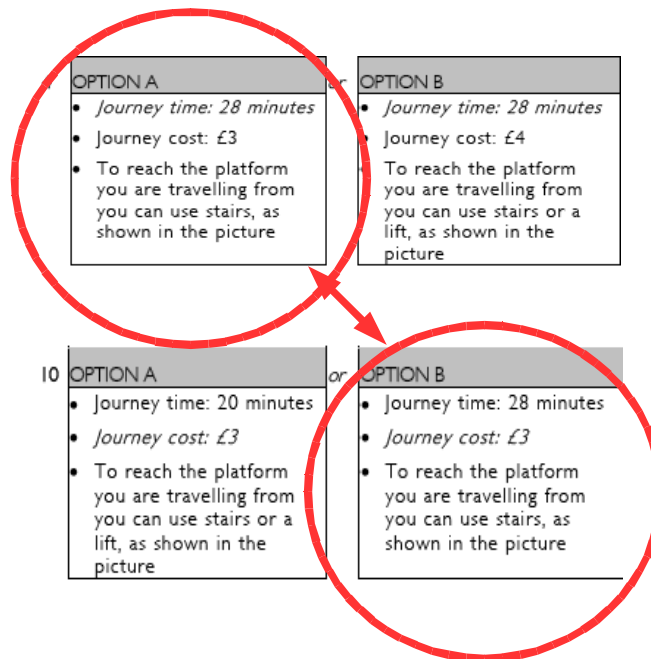 OPTION A
or OPTION B
• Journey time: 28 minutes
• Journey cost: £3
• To reach the platform
you are travelling from
you can use stairs, as
shown in the picture
• Journey time: 28 minutes
• Journey cost: £4
• To reach the platform
you are travelling from
you can use stairs or a
lift, as shown in the
picture
10 OPTION A
or OPTION B
• Journey time: 20 minutes
• Journey cost: £3
• To reach the platform
you are travelling from
you can use stairs or a
lift, as shown in the
picture
• Journey time: 28 minutes
• Journey cost: £3
• To reach the platform
you are travelling from
you can use stairs, as
shown in the picture